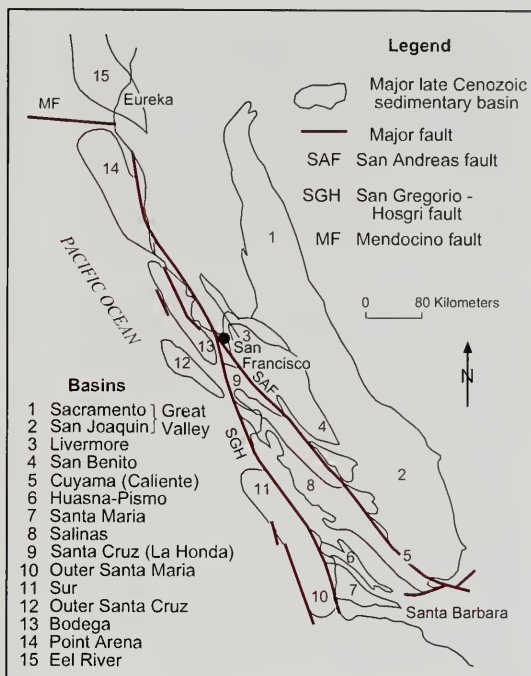 Legend
Major late Cenozoic
sedimentary basin
Major fault
SAF San Andreas fault
SGH San Gregorio -
Hosgri fault
MF Mendocino fault
0 80 Kilometers
N
15
Eureka
MF
14
1
PACIFIC OCEAN
3
San
Francisco
13
12
9
SAF
4
SGH
2
8
11
5
6
7
10
Santa Barbara
Basins
1 Sacramento } Great
2 San Joaquin } Valley
3 Livermore
4 San Benito
5 Cuyama (Caliente)
6 Huasna-Pismo
7 Santa Maria
8 Salinas
9 Santa Cruz (La Honda)
10 Outer Santa Maria
11 Sur
12 Outer Santa Cruz
13 Bodega
14 Point Arena
15 Eel River